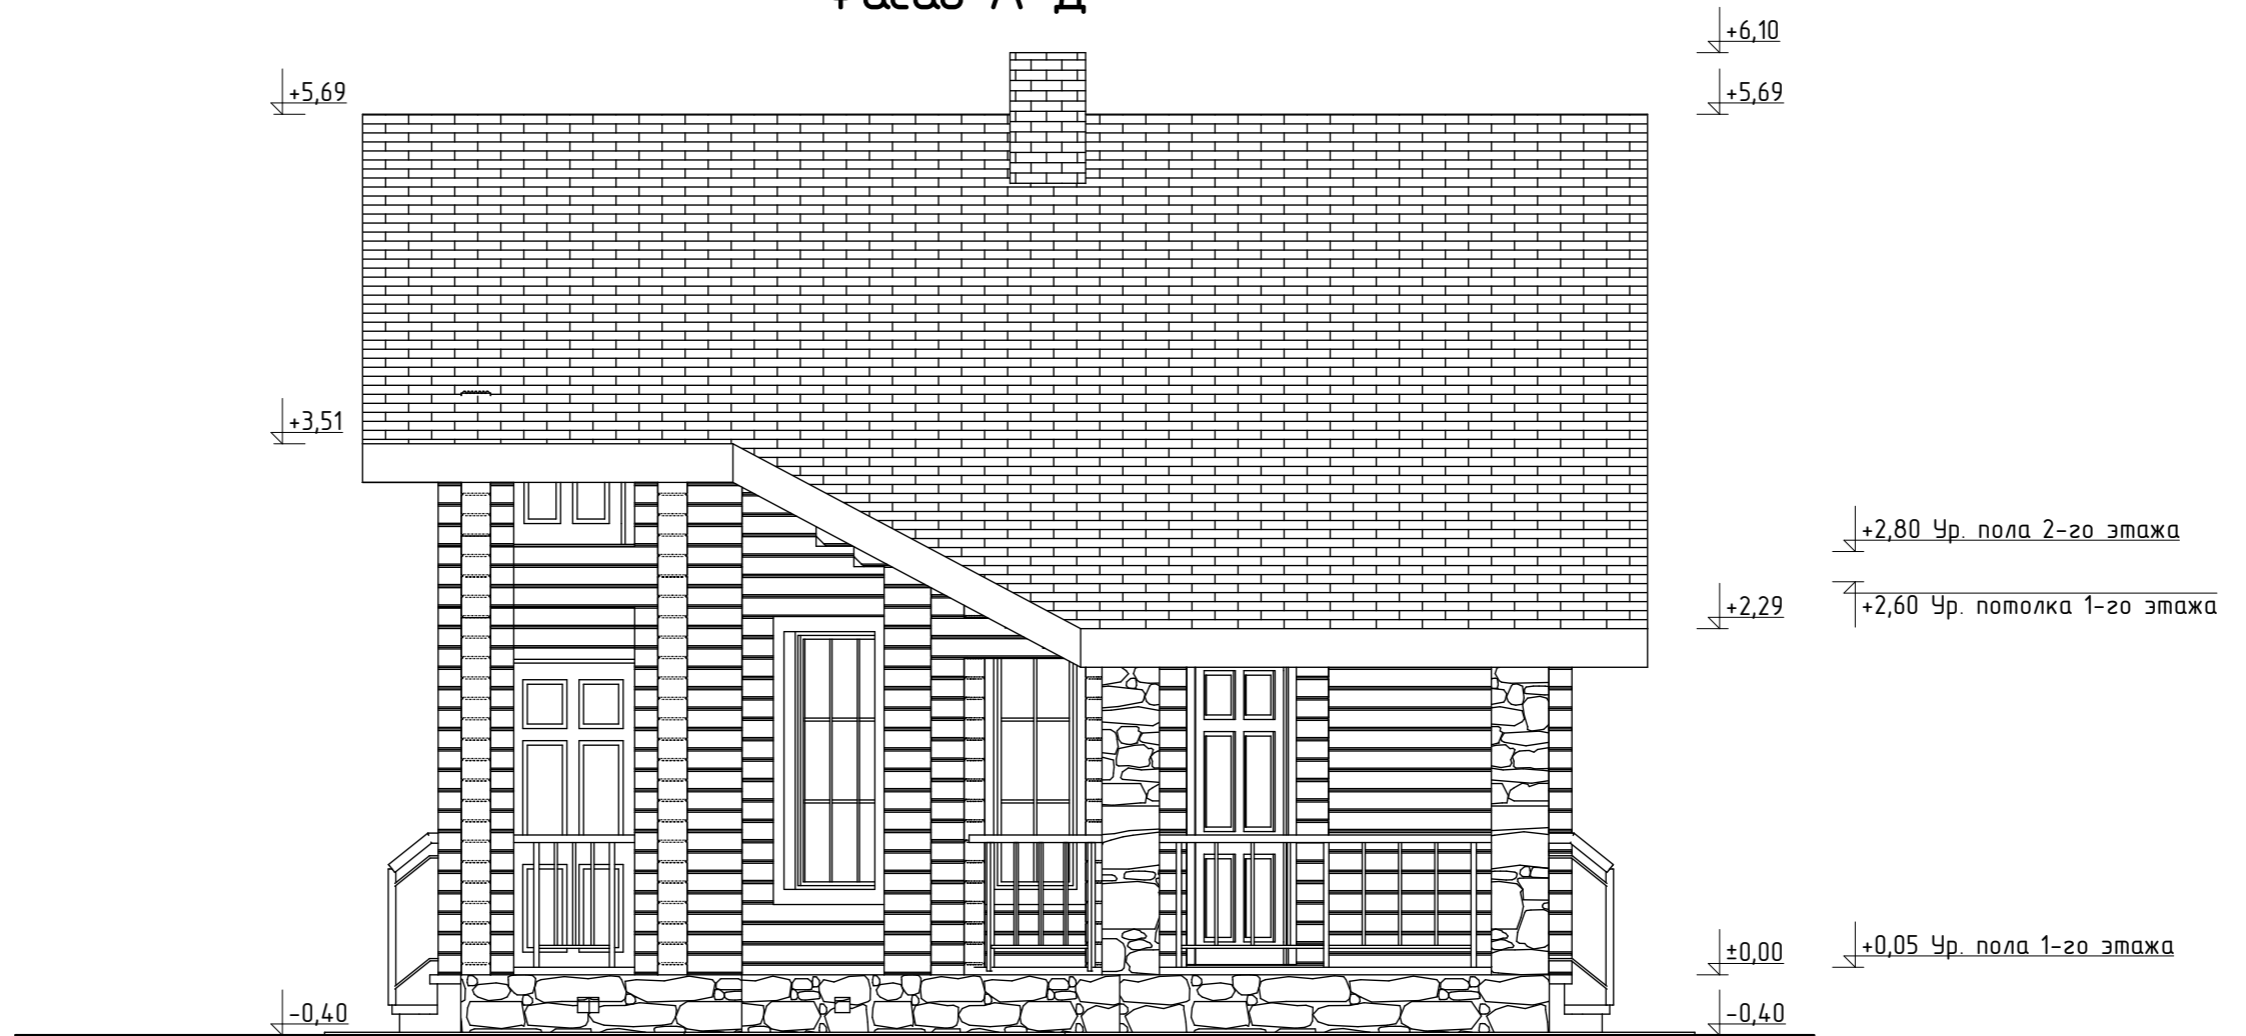 Фасад А-Д
+6,10
+5,69
+5,69
+3,51
+2,80 Ур. пола 2-го этажа
+2,29
+2,60 Ур. потолка 1-го этажа
±0,00
+0,05 Ур. пола 1-го этажа
-0,40
-0,40